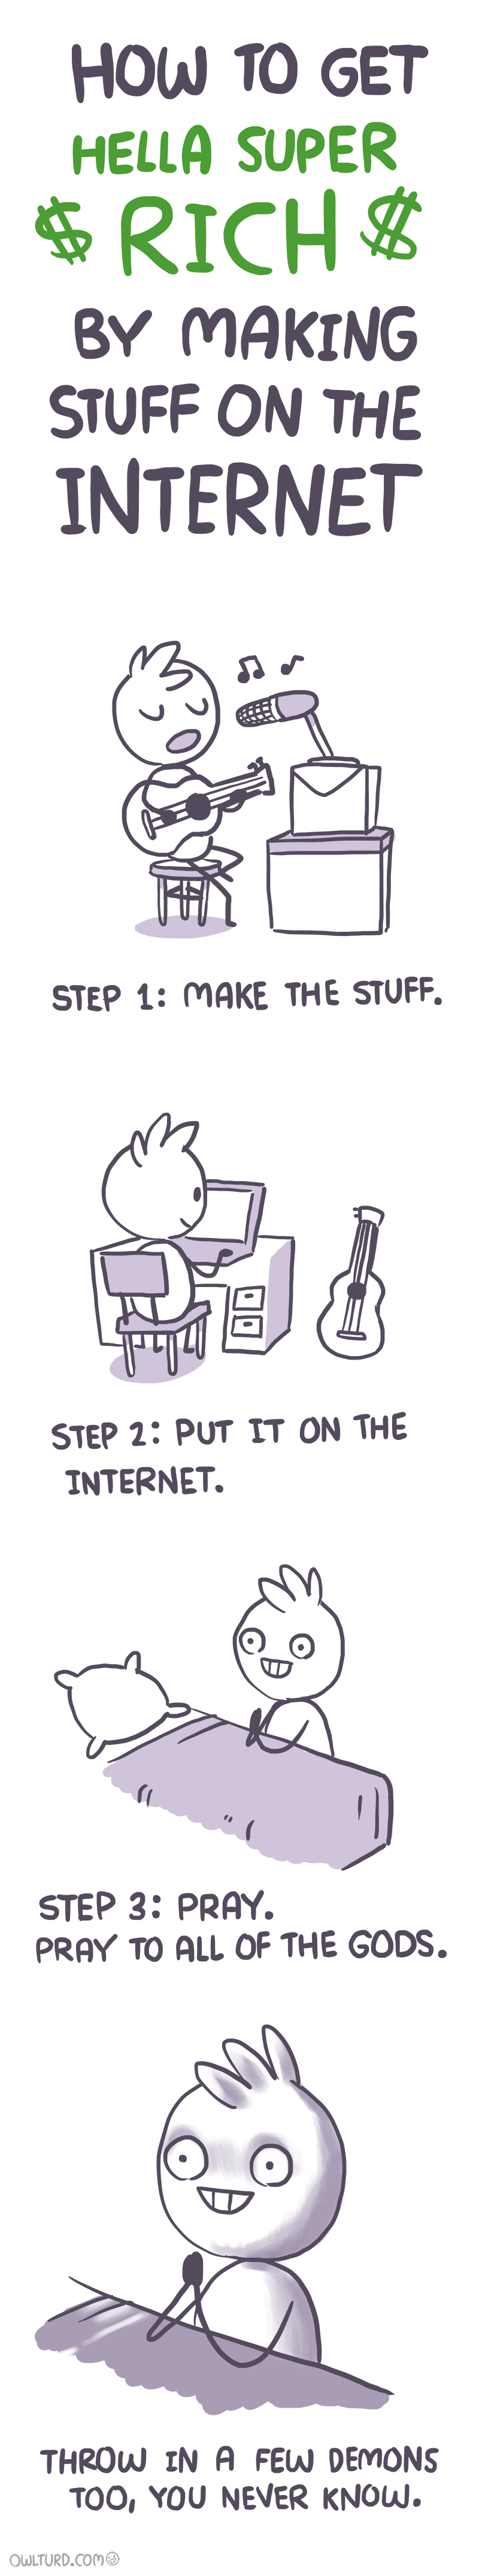 HOW TO GET
HELLA SUPER
$ RICH $
BY MAKING
STUFF ON THE
INTERNET
STEP 1: MAKE THE STUFF.
STEP 2: PUT IT ON THE
INTERNET.
STEP 3: PRAY.
PRAY TO ALL OF THE GODS.
THROW IN A FEW DEMONS
TOO, YOU NEVER KNOW.
OWLTURD.COM